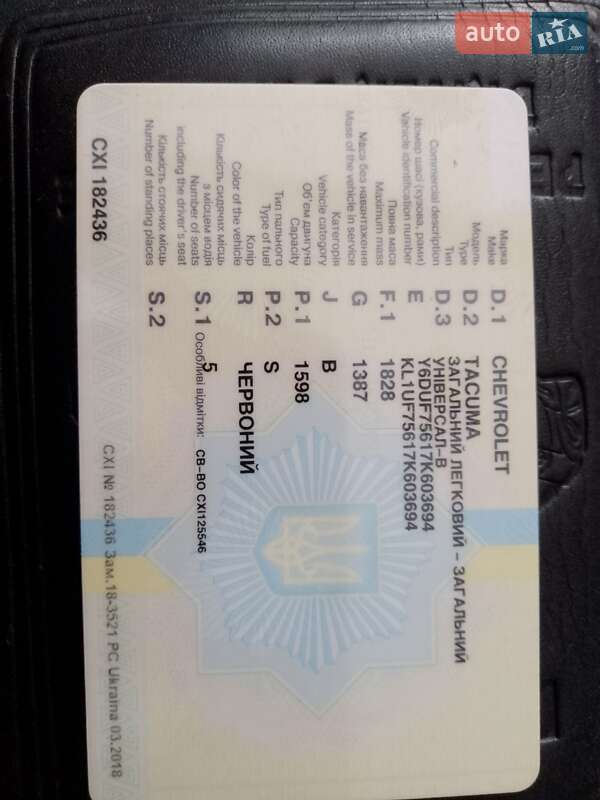 auto RIA .com
Марка
Make D.1 CHEVROLET
Модель
Type D.2 TACUMA
Тип D.3 ЗАГАЛЬНИЙ ЛЕГКОВИЙ – ЗАГАЛЬНИЙ
Commercial description УНІВЕРСАЛ-В
Номер шасі (кузова, рами) Y6DUF75617K603694
Vehicle identification number E KL1UF75617K603694
Повна маса
Maximum mass F.1 1828
Маса без навантаження
Mass of the vehicle in service G 1387
Категорія
Vehicle category J B
Об'єм двигуна
Capacity P.1 1598
Тип пального
Type of fuel P.2 S
Колір
Color of the vehicle R ЧЕРВОНИЙ
Кількість сидячих місць
з місцем водія
Number of seats S.1 5
including the driver's seat Особливі відмітки: СВ-ВО СХІ125546
Кількість стоячих місць
Number of standing places S.2
СХІ 182436
СХІ № 182436 Зам.18-3521 РС Ukraina 03.2018